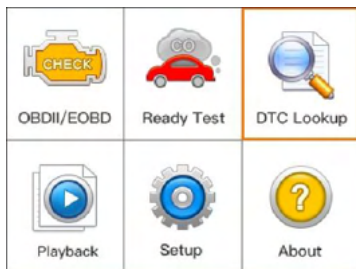 CHECK
CO
OBDII/EOBD
Ready Test
DTC Lookup
?
Playback
Setup
About